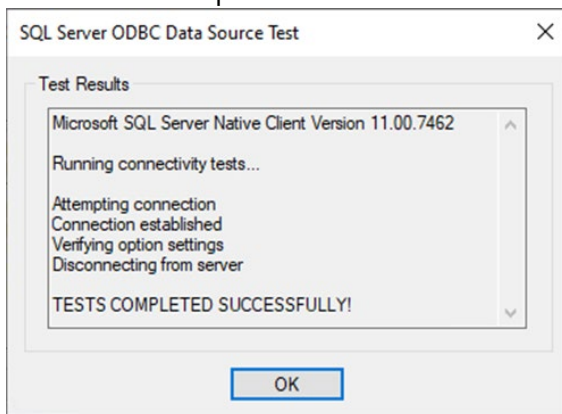 SQL Server ODBC Data Source Test
Test Results
Microsoft SQL Server Native Client Version 11.00.7462
Running connectivity tests...
Attempting connection
Connection established
Verifying option settings
Disconnecting from server
TESTS COMPLETED SUCCESSFULLY!
OK